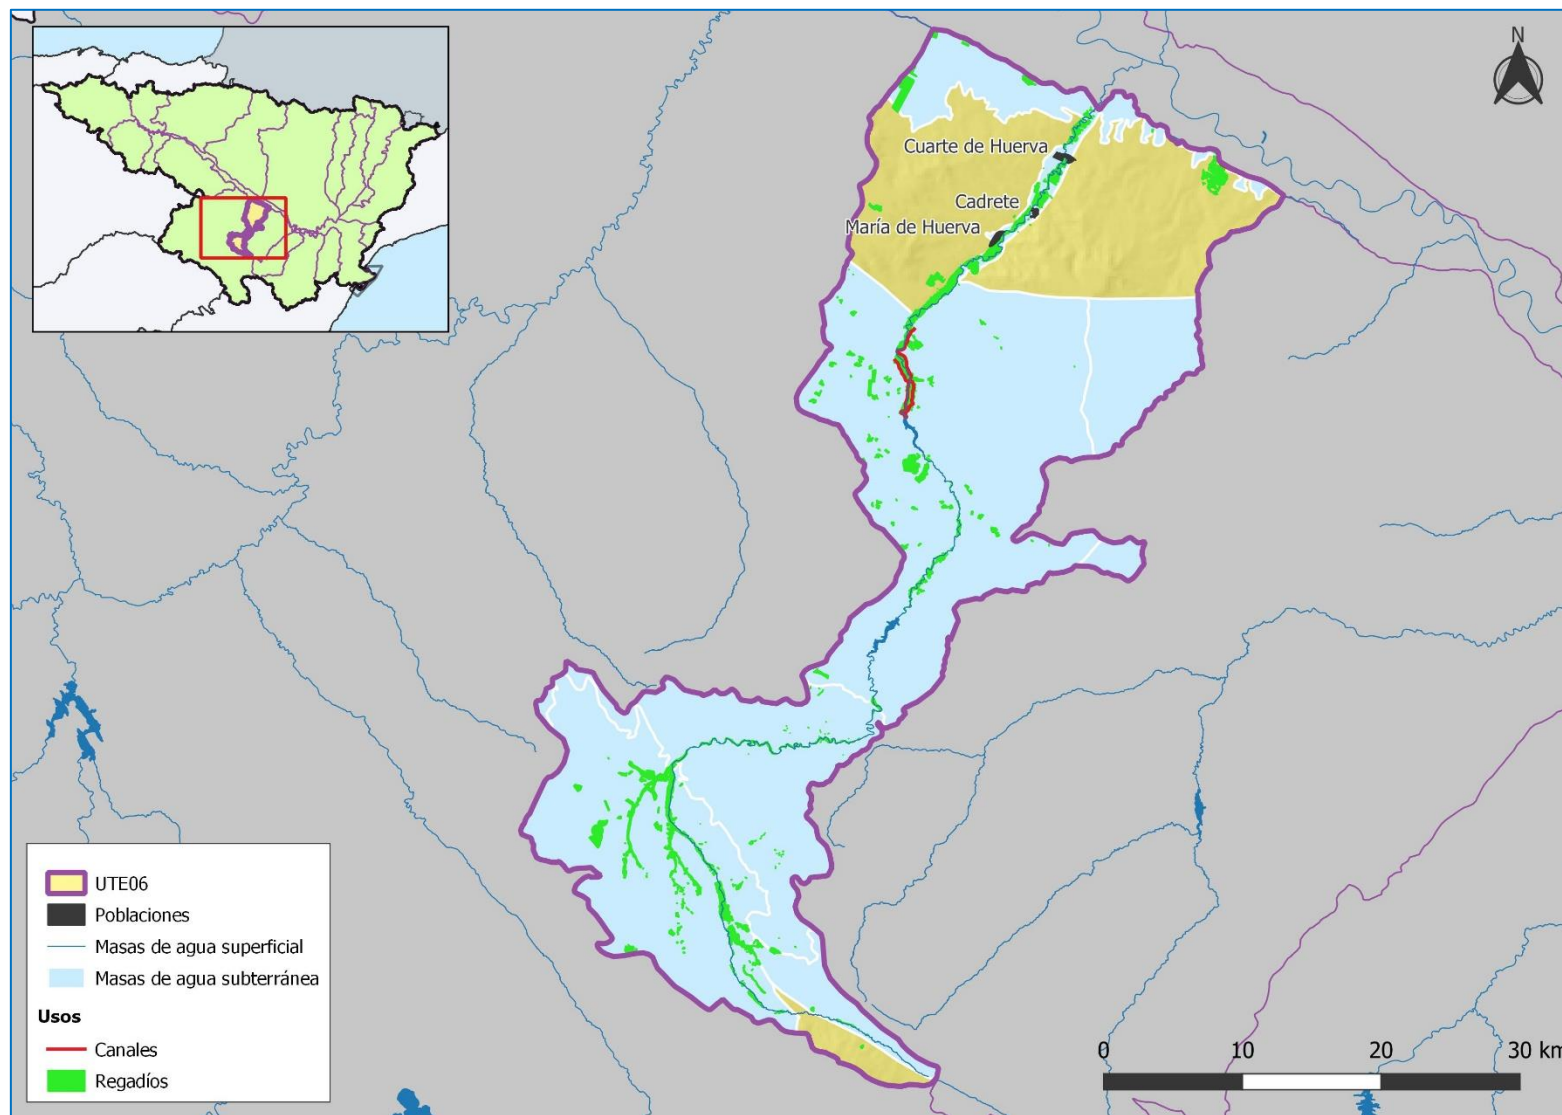 N
Cuarte de Huerva
Cadrete
María de Huerva
UTE06
Poblaciones
Masas de agua superficial
Masas de agua subterránea
Usos
Canales
Regadíos
0 10 20 30 km